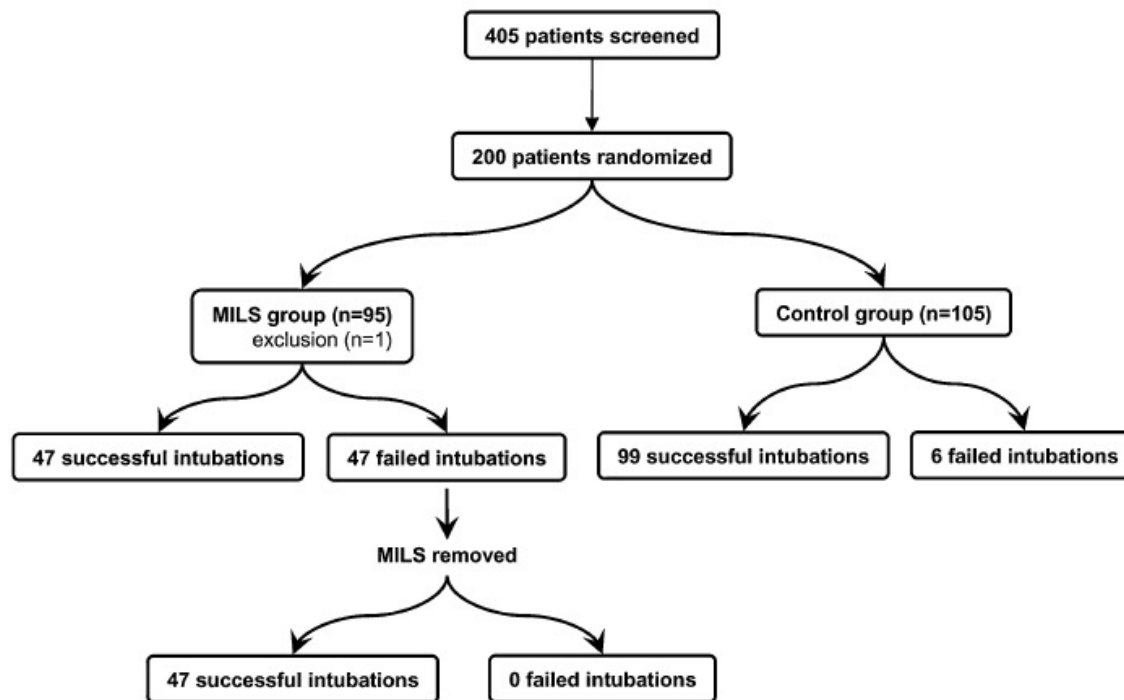 405 patients screened
200 patients randomized
MILS group (n=95)
exclusion (n=1)
Control group (n=105)
47 successful intubations
47 failed intubations
99 successful intubations
6 failed intubations
MILS removed
47 successful intubations
0 failed intubations